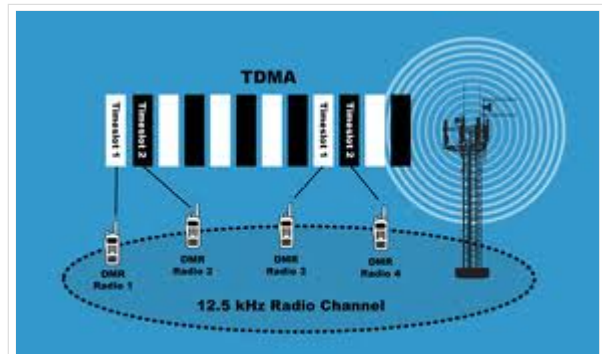 TDMA
Timeslot 1
Timeslot 2
Timeslot 1
Timeslot 2
DMR
Radio 1
DMR
Radio 2
DMR
Radio 3
DMR
Radio 4
12.5 kHz Radio Channel